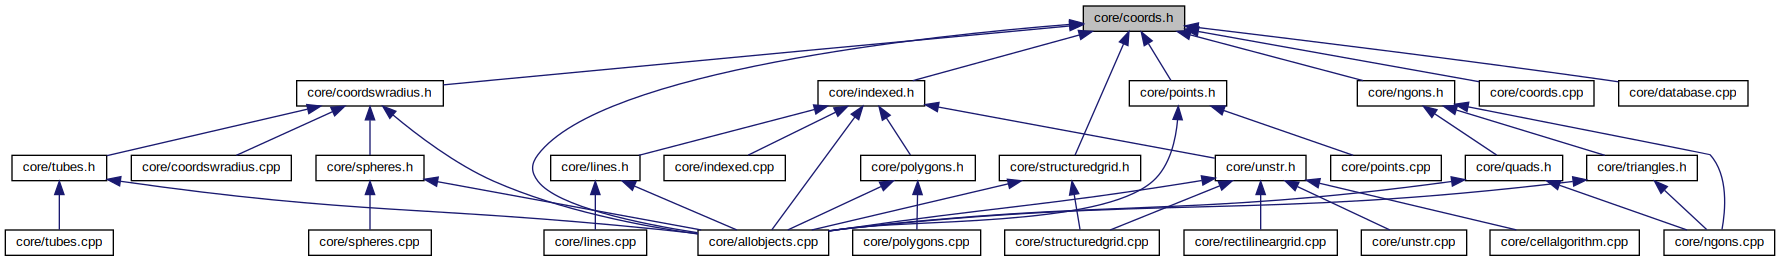 core/coords.h
core/coordswradius.h
core/indexed.h
core/points.h
core/ngons.h
core/coords.cpp
core/database.cpp
core/tubes.h
core/coordswradius.cpp
core/spheres.h
core/lines.h
core/indexed.cpp
core/polygons.h
core/structuredgrid.h
core/unstr.h
core/points.cpp
core/quads.h
core/triangles.h
core/tubes.cpp
core/spheres.cpp
core/lines.cpp
core/allobjects.cpp
core/polygons.cpp
core/structuredgrid.cpp
core/rectilineargrid.cpp
core/unstr.cpp
core/cellalgorithm.cpp
core/ngons.cpp